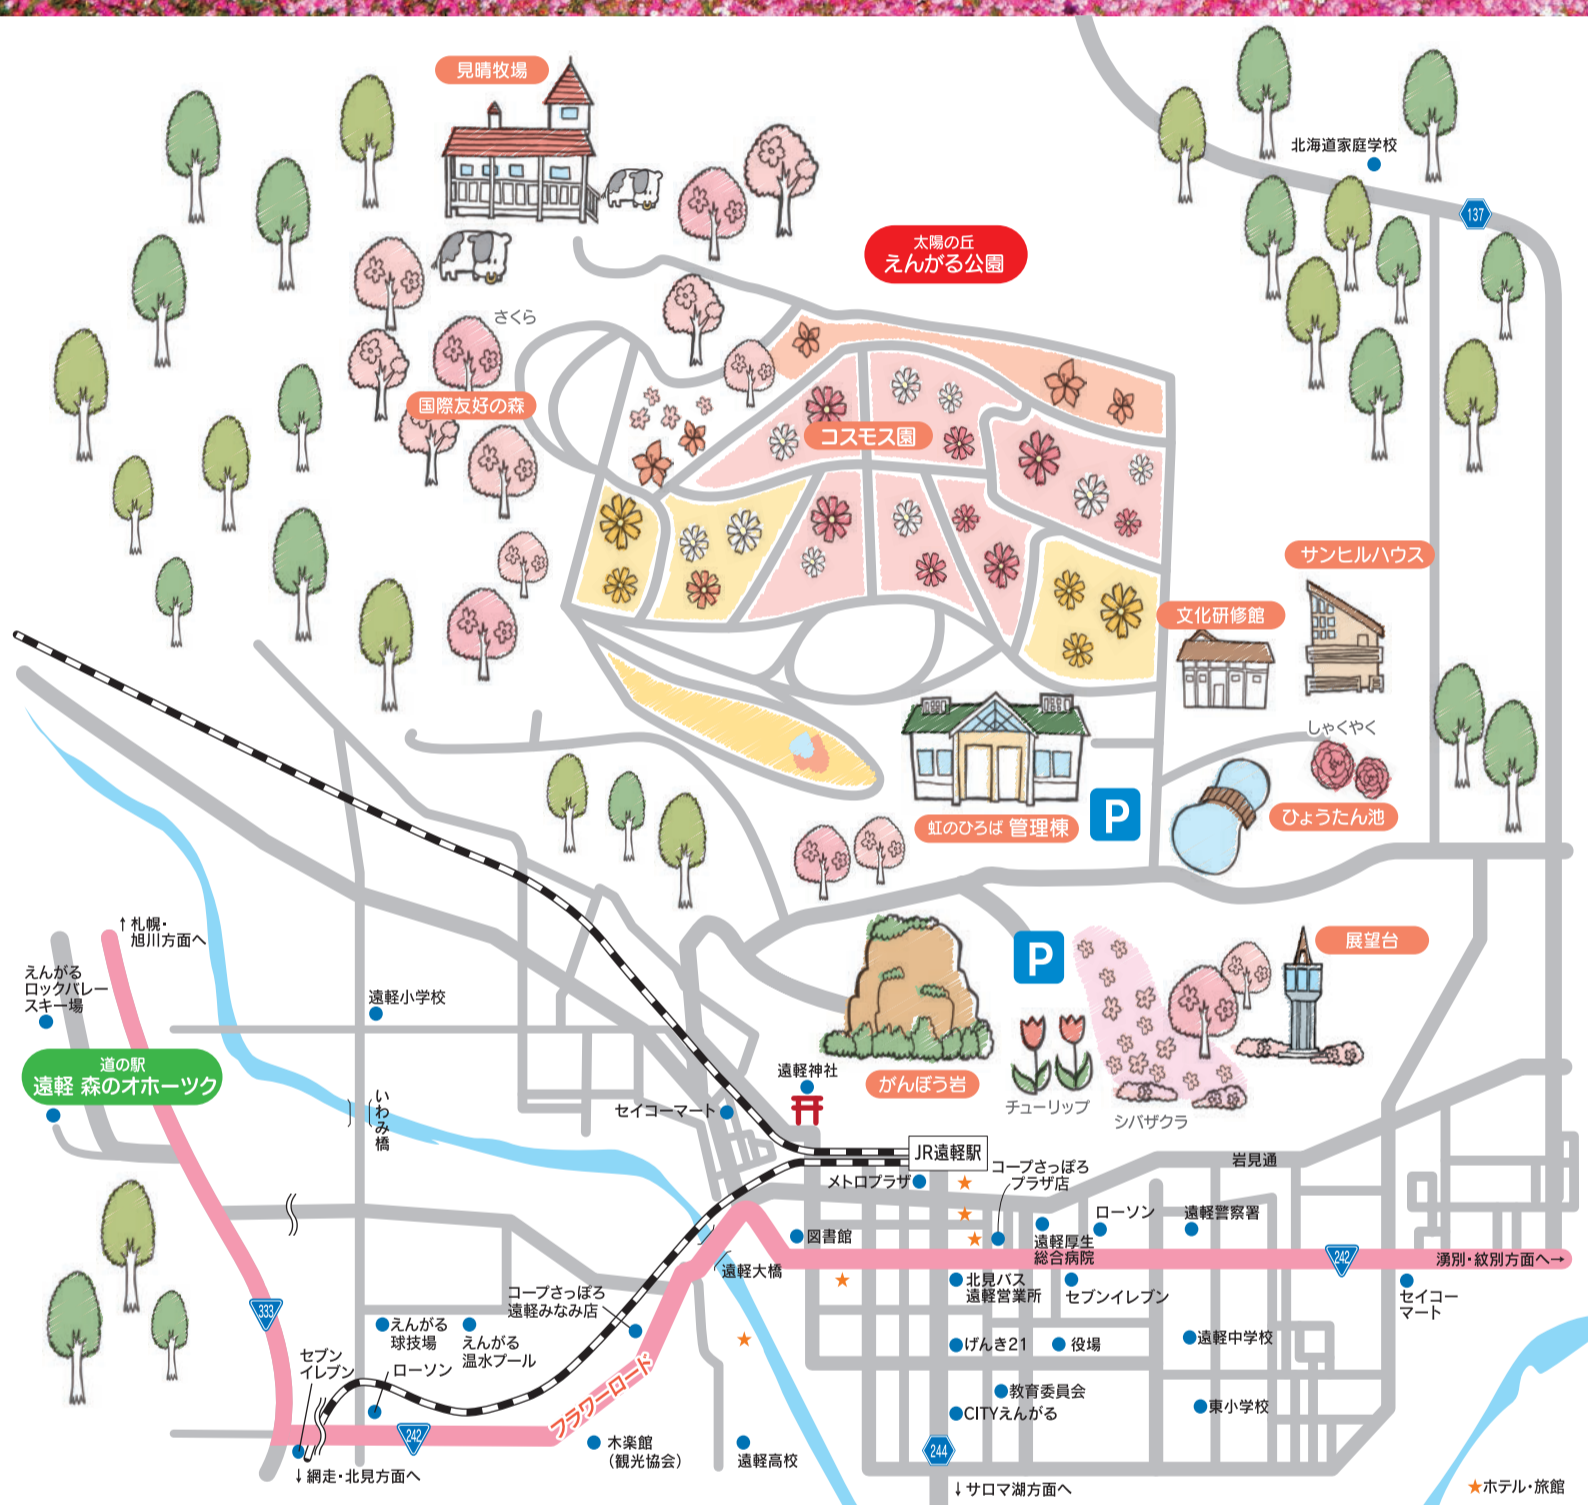 見晴牧場
北海道家庭学校
137
太陽の丘
えんがる公園
さくら
国際友好の森
コスモス園
サンヒルハウス
文化研修館
しゃくやく
ひょうたん池
虹のひろば 管理棟
P
↑札幌・
旭川方面へ
P
展望台
えんがる
ロックバレー
スキー場
遠軽小学校
道の駅
遠軽 森のオホーツク
がんぼう岩
チューリップ
シバザクラ
いわみ橋
セイコーマート
遠軽神社
JR遠軽駅
メトロプラザ
コープさっぽろ
プラザ店
岩見通
ローソン
遠軽警察署
図書館
遠軽厚生
総合病院
242
湧別・紋別方面へ→
遠軽大橋
北見バス
遠軽営業所
セブンイレブン
セイコー
マート
コープさっぽろ
遠軽みなみ店
333
えんがる
球技場
えんがる
温水プール
げんき21
役場
遠軽中学校
セブン
イレブン
ローソン
フラワーロード
教育委員会
CITYえんがる
東小学校
242
木楽館
(観光協会)
遠軽高校
244
↓網走・北見方面へ
↓サロマ湖方面へ
★ホテル・旅館